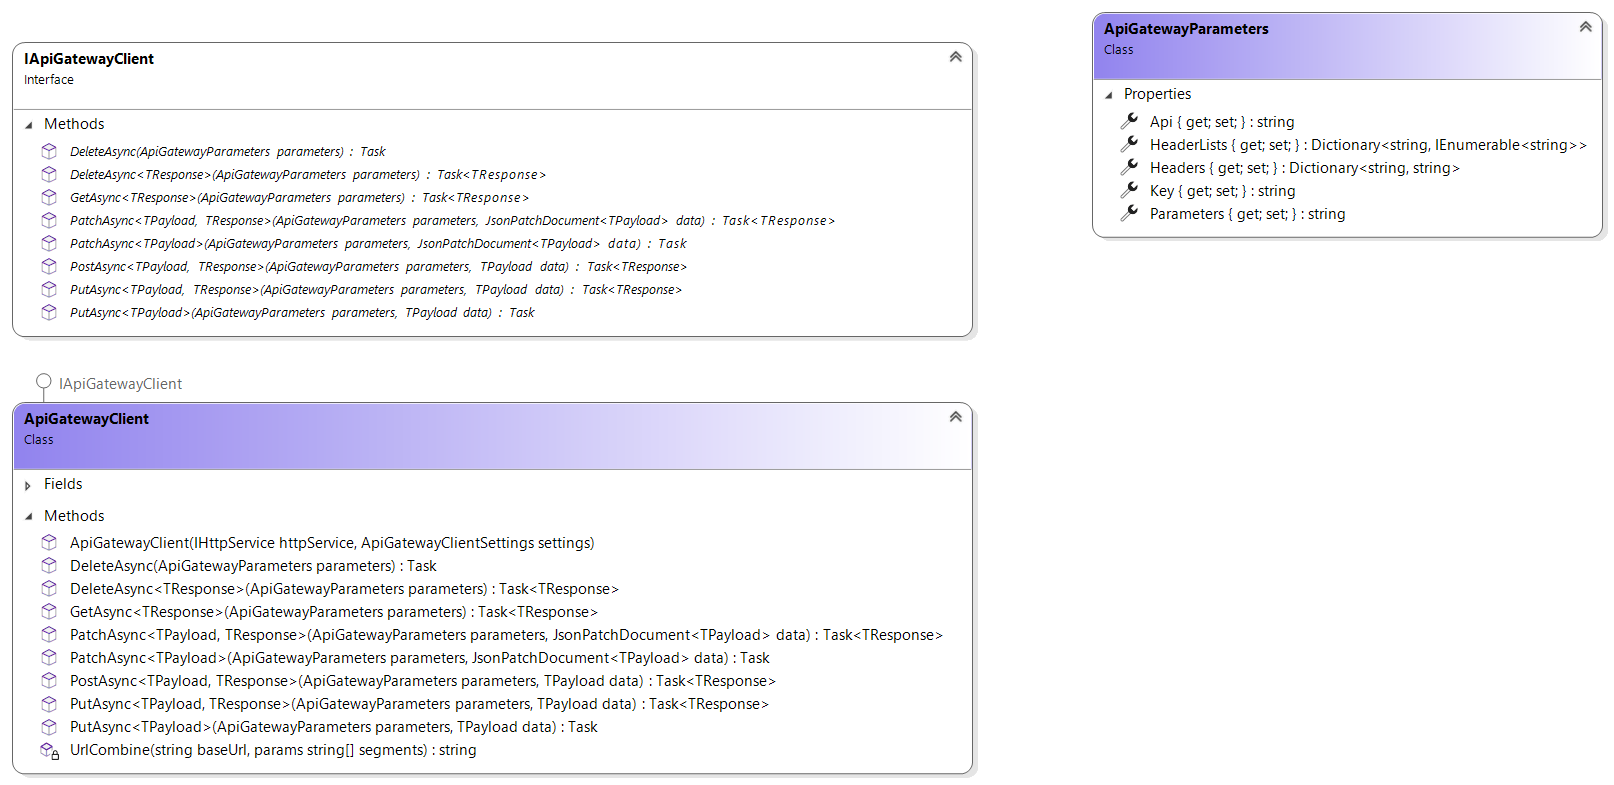 IApiGatewayClient
Interface
Methods
DeleteAsync(ApiGatewayParameters parameters) : Task
DeleteAsync<TResponse>(ApiGatewayParameters parameters) : Task<TResponse>
GetAsync<TResponse>(ApiGatewayParameters parameters) : Task<TResponse>
PatchAsync<TPayload, TResponse>(ApiGatewayParameters parameters, JsonPatchDocument<TPayload> data) : Task<TResponse>
PatchAsync<TPayload>(ApiGatewayParameters parameters, JsonPatchDocument<TPayload> data) : Task
PostAsync<TPayload, TResponse>(ApiGatewayParameters parameters, TPayload data) : Task<TResponse>
PutAsync<TPayload, TResponse>(ApiGatewayParameters parameters, TPayload data) : Task<TResponse>
PutAsync<TPayload>(ApiGatewayParameters parameters, TPayload data) : Task
IApiGatewayClient
ApiGatewayClient
Class
Fields
Methods
ApiGatewayClient(IHttpService httpService, ApiGatewayClientSettings settings)
DeleteAsync(ApiGatewayParameters parameters) : Task
DeleteAsync<TResponse>(ApiGatewayParameters parameters) : Task<TResponse>
GetAsync<TResponse>(ApiGatewayParameters parameters) : Task<TResponse>
PatchAsync<TPayload, TResponse>(ApiGatewayParameters parameters, JsonPatchDocument<TPayload> data) : Task<TResponse>
PatchAsync<TPayload>(ApiGatewayParameters parameters, JsonPatchDocument<TPayload> data) : Task
PostAsync<TPayload, TResponse>(ApiGatewayParameters parameters, TPayload data) : Task<TResponse>
PutAsync<TPayload, TResponse>(ApiGatewayParameters parameters, TPayload data) : Task<TResponse>
PutAsync<TPayload>(ApiGatewayParameters parameters, TPayload data) : Task
UrlCombine(string baseUrl, params string[] segments) : string
ApiGatewayParameters
Class
Properties
Api { get; set; } : string
HeaderLists { get; set; } : Dictionary<string, IEnumerable<string>>
Headers { get; set; } : Dictionary<string, string>
Key { get; set; } : string
Parameters { get; set; } : string